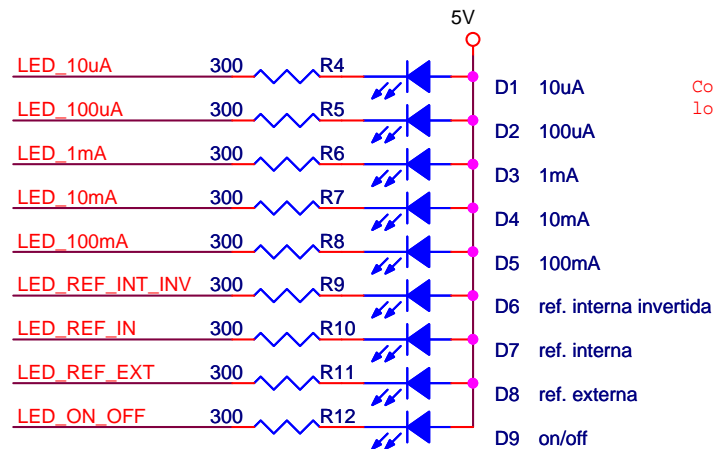 5V
LED_10uA 300 R4
D1 10uA
Co
lo
LED_100uA 300 R5
D2 100uA
LED_1mA 300 R6
D3 1mA
LED_10mA 300 R7
D4 10mA
LED_100mA 300 R8
D5 100mA
LED_REF_INT_INV 300 R9
D6 ref. interna invertida
LED_REF_IN 300 R10
D7 ref. interna
LED_REF_EXT 300 R11
D8 ref. externa
LED_ON_OFF 300 R12
D9 on/off